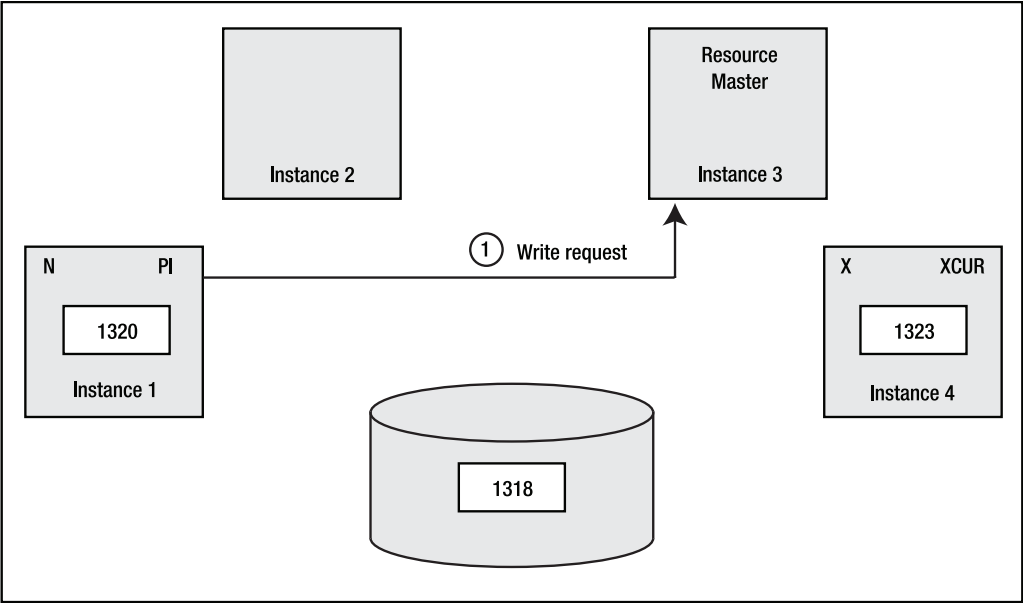 Resource
Master
Instance 2
Instance 3
1 Write request
N PI
1320
Instance 1
X XCUR
1323
Instance 4
1318